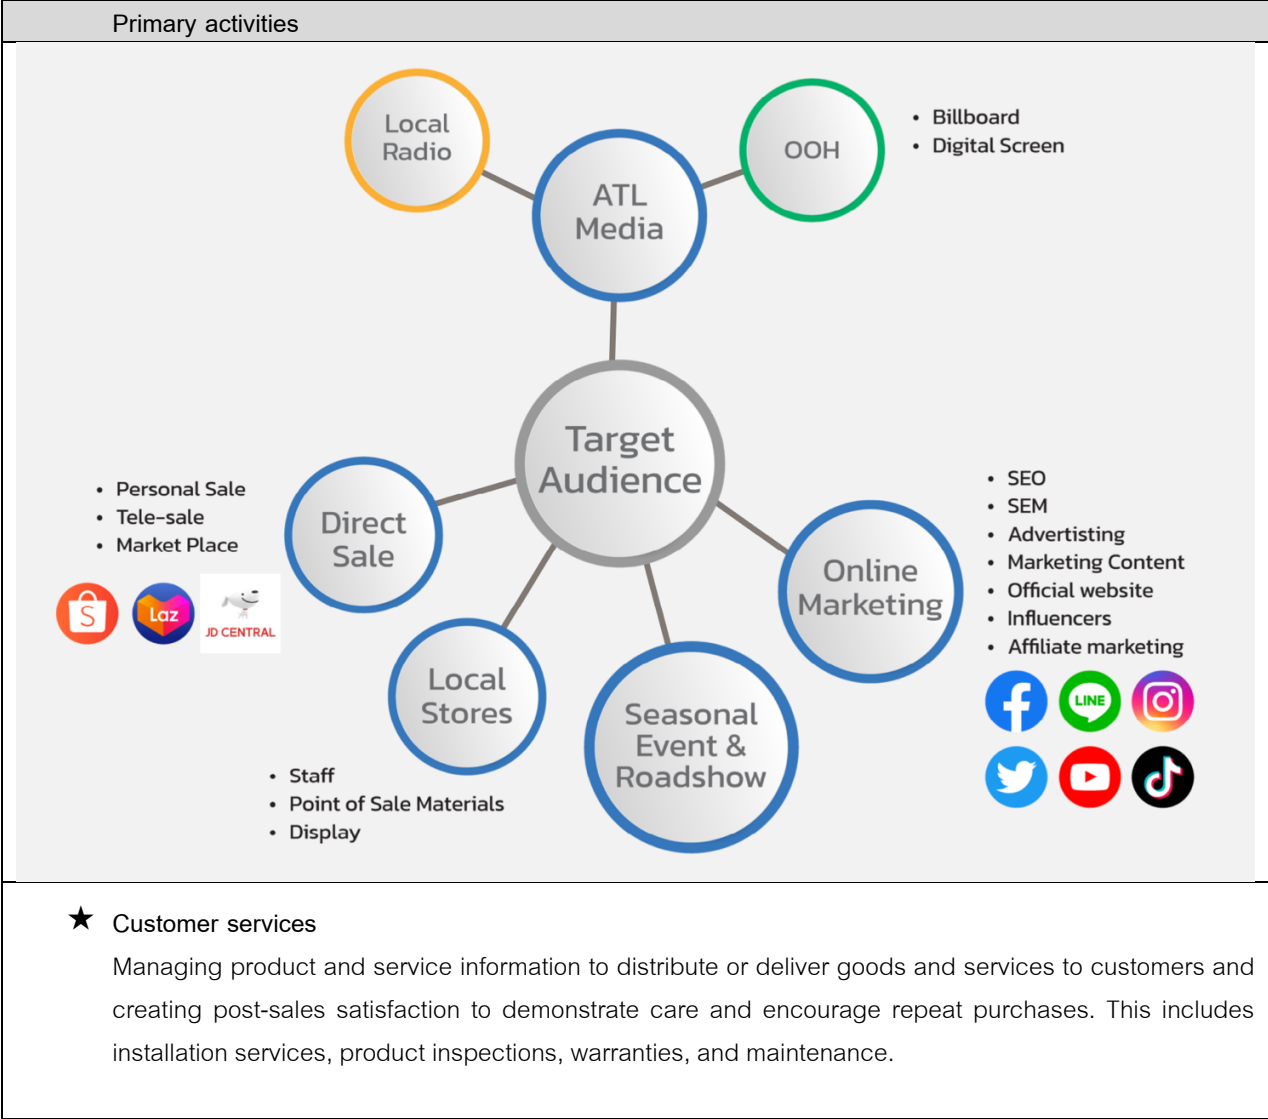 Primary activities
Local
Radio
ATL
Media
OOH
• Billboard
• Digital Screen
Target
Audience
• Personal Sale
• Tele-sale
• Market Place
S
Laz
JD CENTRAL
Direct
Sale
Local
Stores
• Staff
• Point of Sale Materials
• Display
Seasonal
Event &
Roadshow
Online
Marketing
• SEO
• SEM
• Advertisting
• Marketing Content
• Official website
• Influencers
• Affiliate marketing
LINE
★ Customer services
Managing product and service information to distribute or deliver goods and services to customers and
creating post-sales satisfaction to demonstrate care and encourage repeat purchases. This includes
installation services, product inspections, warranties, and maintenance.